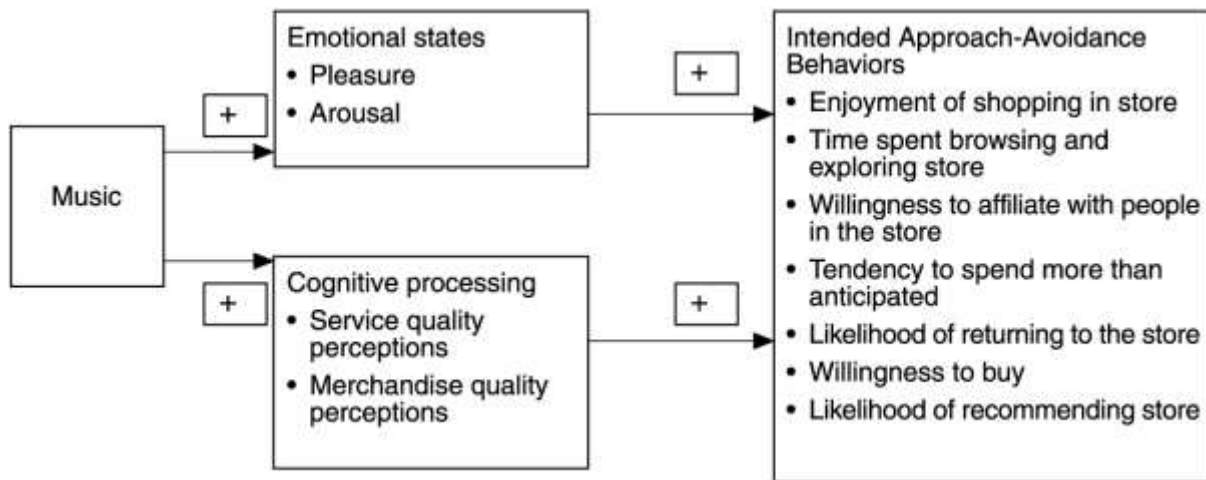 Music
+
+
Emotional states
• Pleasure
• Arousal
Cognitive processing
• Service quality
perceptions
• Merchandise quality
perceptions
+
+
Intended Approach-Avoidance
Behaviors
• Enjoyment of shopping in store
• Time spent browsing and
exploring store
• Willingness to affiliate with people
in the store
• Tendency to spend more than
anticipated
• Likelihood of returning to the store
• Willingness to buy
• Likelihood of recommending store